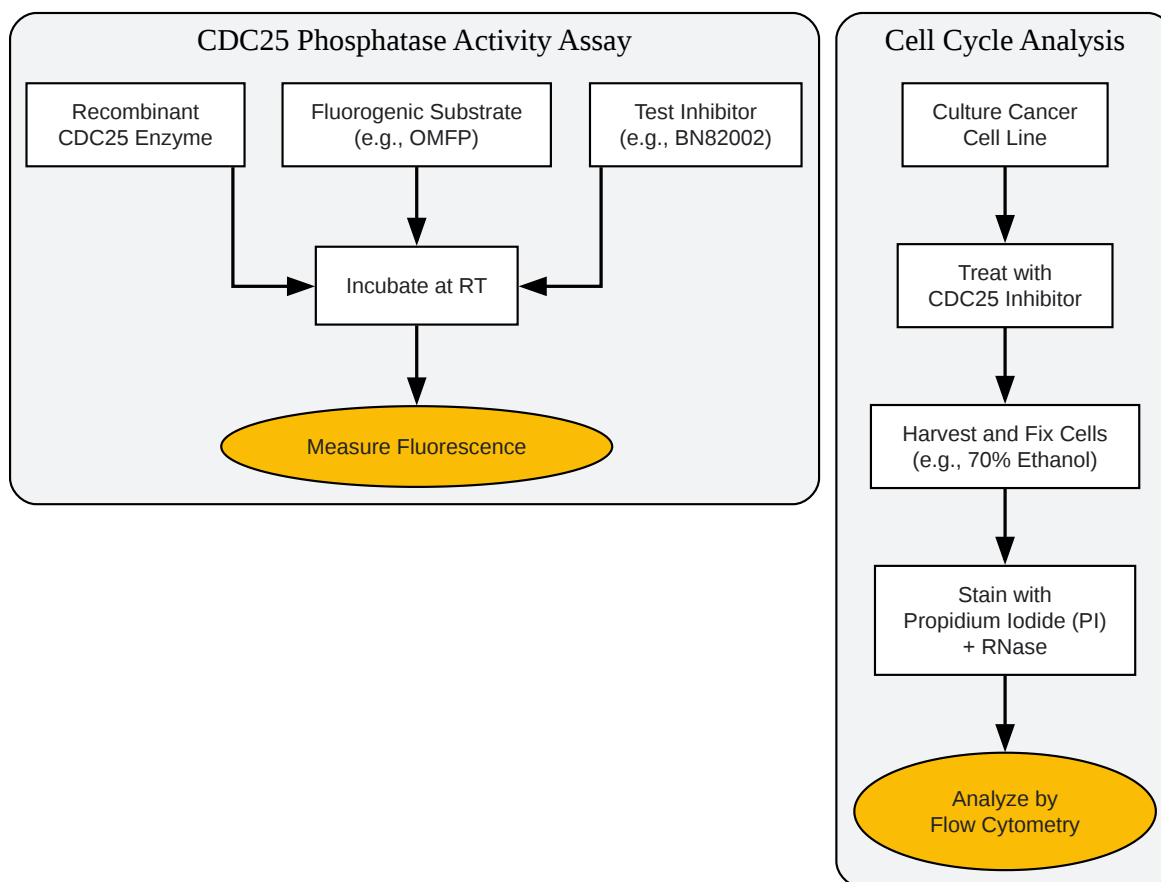 CDC25 Phosphatase Activity Assay
Recombinant
CDC25 Enzyme
Fluorogenic Substrate
(e.g., OMFP)
Test Inhibitor
(e.g., BN82002)
Incubate at RT
Measure Fluorescence
Cell Cycle Analysis
Culture Cancer
Cell Line
Treat with
CDC25 Inhibitor
Harvest and Fix Cells
(e.g., 70% Ethanol)
Stain with
Propidium Iodide (PI)
+ RNase
Analyze by
Flow Cytometry